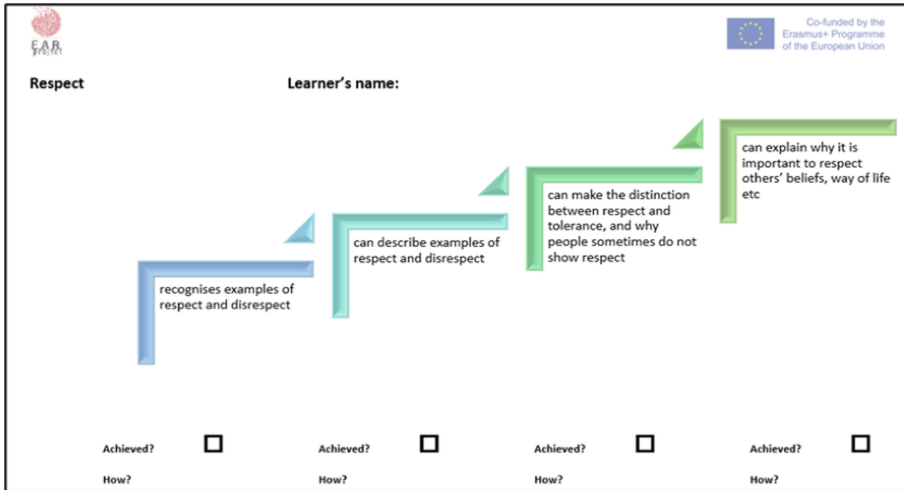 E.A.R.
project
Co-funded by the
Erasmus+ Programme
of the European Union
Respect
Learner's name:
recognises examples of
respect and disrespect
can describe examples of
respect and disrespect
can make the distinction
between respect and
tolerance, and why
people sometimes do not
show respect
can explain why it is
important to respect
others' beliefs, way of life
etc
Achieved?
Achieved?
Achieved?
Achieved?
How?
How?
How?
How?